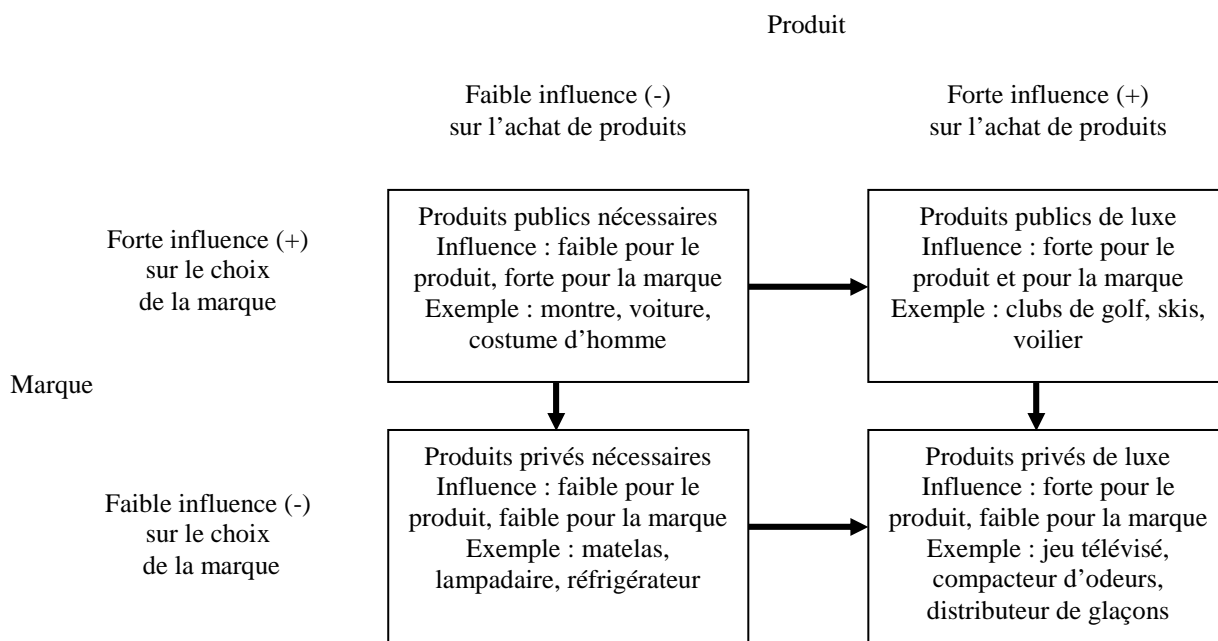 Produit
Faible influence (-)
sur l’achat de produits
Forte influence (+)
sur l’achat de produits
Forte influence (+)
sur le choix
de la marque
Produits publics nécessaires
Influence : faible pour le
produit, forte pour la marque
Exemple : montre, voiture,
costume d’homme
Produits publics de luxe
Influence : forte pour le
produit et pour la marque
Exemple : clubs de golf, skis,
voilier
Marque
Faible influence (-)
sur le choix
de la marque
Produits privés nécessaires
Influence : faible pour le
produit, faible pour la marque
Exemple : matelas,
lampadaire, réfrigérateur
Produits privés de luxe
Influence : forte pour le
produit, faible pour la marque
Exemple : jeu télévisé,
compacteur d’odeurs,
distributeur de glaçons